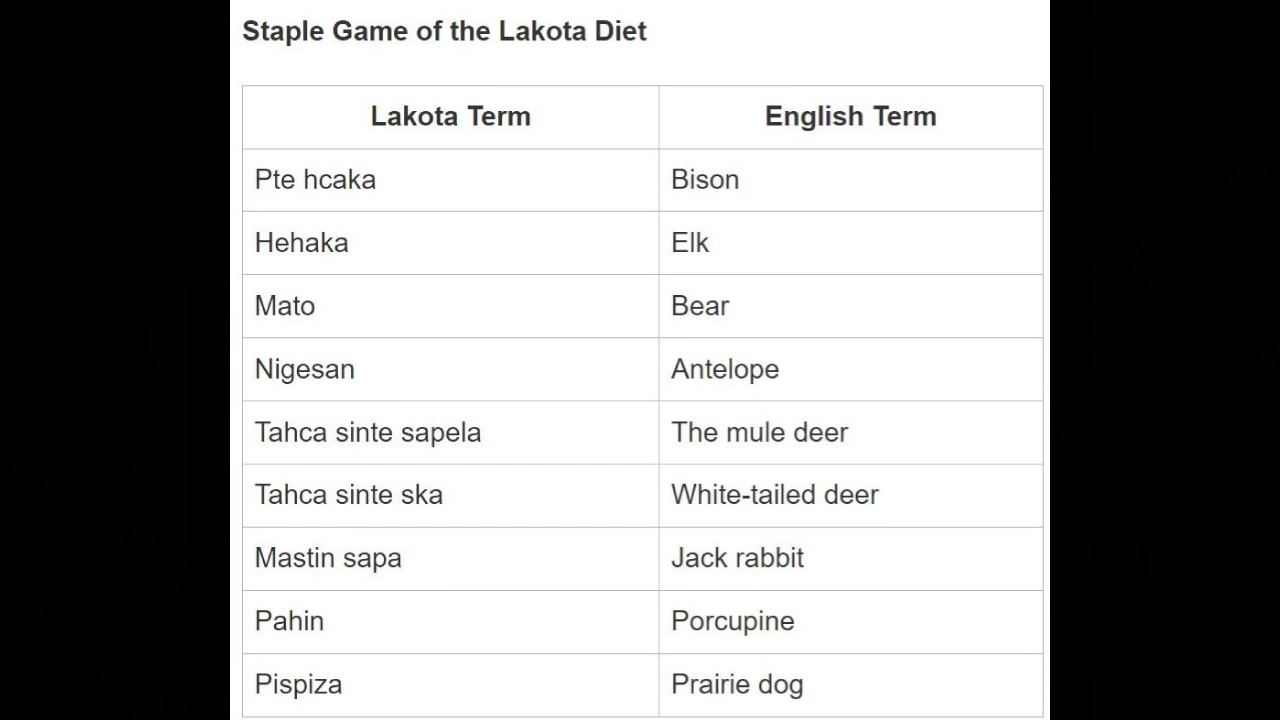 Staple Game of the Lakota Diet
Lakota Term English Term
Pte hcaka Bison
Hehaka Elk
Mato Bear
Nigesan Antelope
Tahca sinte sapela The mule deer
Tahca sinte ska White-tailed deer
Mastin sapa Jack rabbit
Pahin Porcupine
Pispiza Prairie dog